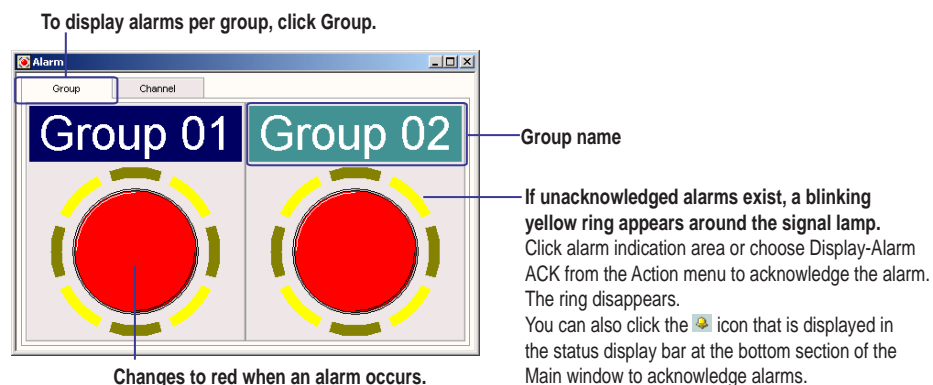 To display alarms per group, click Group.
Alarm
Group Channel
Group 01 Group 02
Group name
If unacknowledged alarms exist, a blinking
yellow ring appears around the signal lamp.
Click alarm indication area or choose Display-Alarm
ACK from the Action menu to acknowledge the alarm.
The ring disappears.
You can also click the icon that is displayed in
the status display bar at the bottom section of the
Main window to acknowledge alarms.
Changes to red when an alarm occurs.